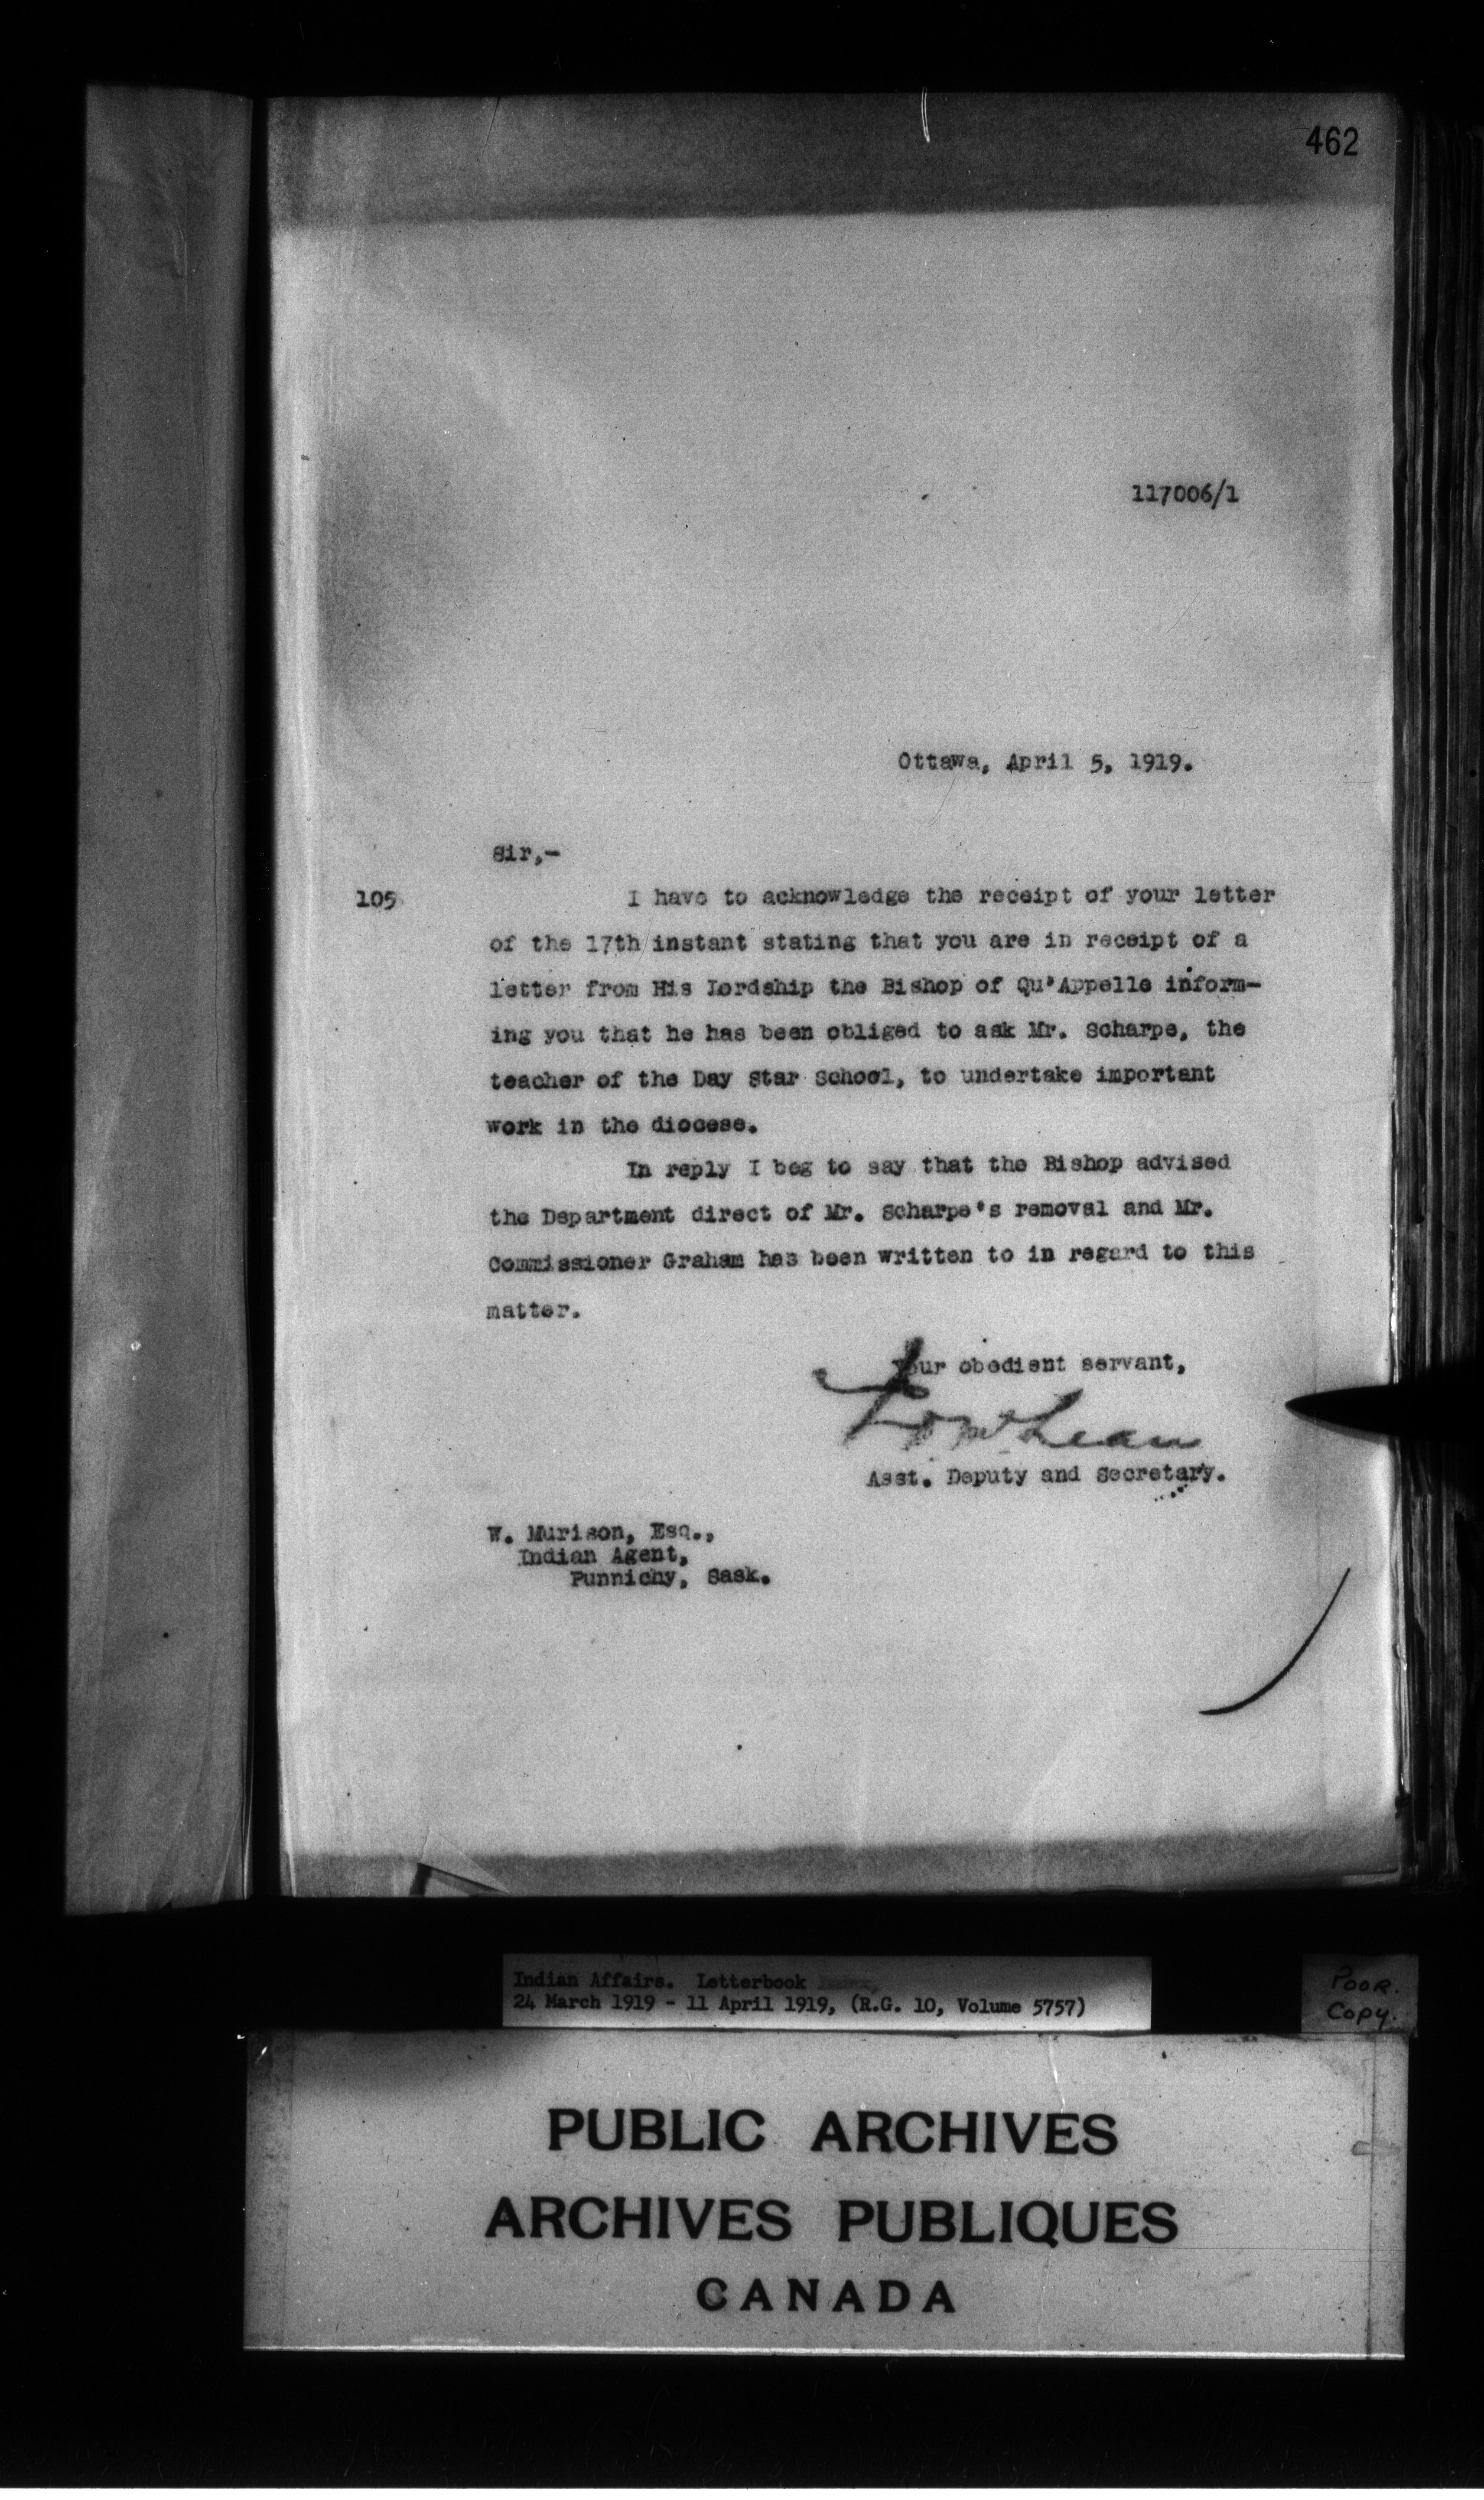 462
117006/1
Ottawa, April 5, 1919.
Sir,-
105
I have to acknowledge the receipt of your letter
of the 17th instant stating that you are in receipt of a
letter from His Lordship the Bishop of Qu'Appelle inform-
ing you that he has been obliged to ask Mr. Scharpe, the
teacher of the Day Star School, to undertake important
work in the diocese.
In reply I beg to say that the Bishop advised
the Department direct of Mr. Scharpe's removal and Mr.
Commissioner Graham has been written to in regard to this
matter.
Your obedient servant,
Asst. Deputy and Secretary.
W. Murison, Esq.,
Indian Agent,
Punnichy, Sask.
Indian Affairs. Letterbook
24 March 1919 - 11 April 1919, (R.G. 10, Volume 5757)
POOR.
COPY.
PUBLIC ARCHIVES
ARCHIVES PUBLIQUES
CANADA